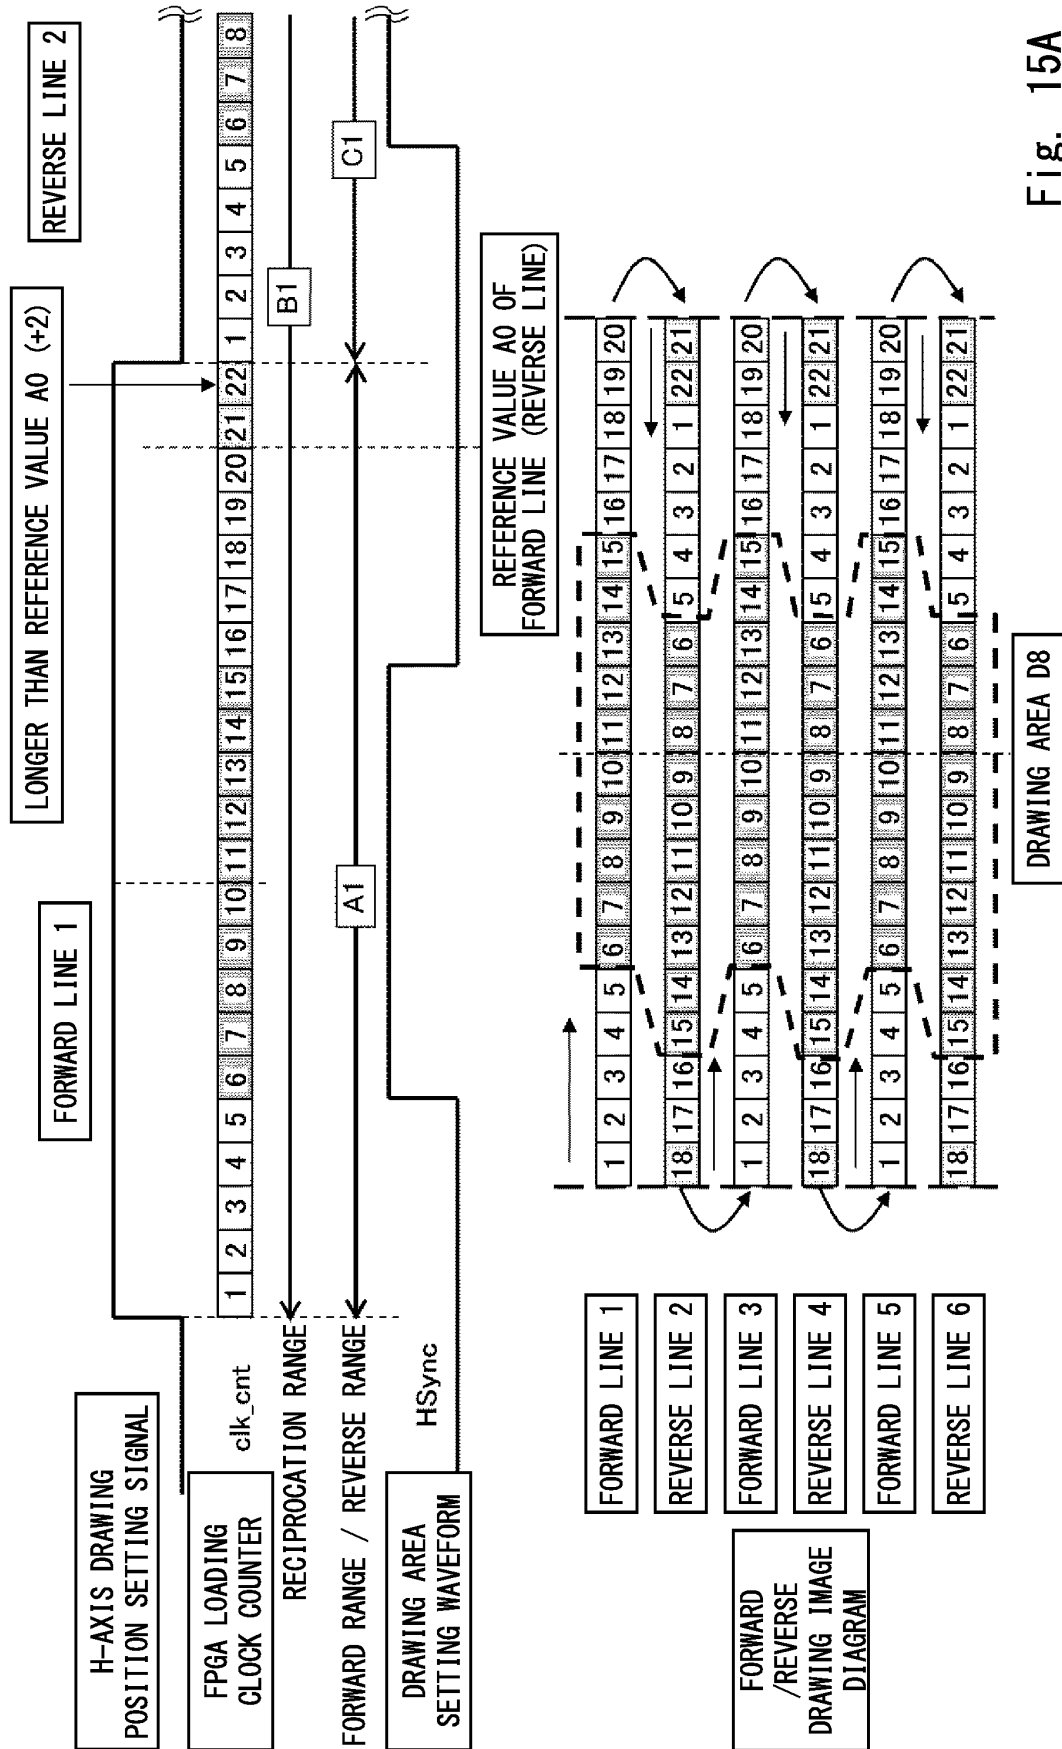 LONGER THAN REFERENCE VALUE A0 (+2)
FORWARD LINE 1
REVERSE LINE 2
H-AXIS DRAWING
POSITION SETTING SIGNAL
FPGA LOADING
CLOCK COUNTER
clk_cnt
1 2 3 4 5 6 7 8 9 10 11 12 13 14 15 16 17 18 19 20 21 22 1 2 3 4 5 6 7 8
RECIPROCATION RANGE
B1
FORWARD RANGE / REVERSE RANGE
A1
C1
DRAWING AREA
SETTING WAVEFORM
HSync
REFERENCE VALUE A0 OF
FORWARD LINE (REVERSE LINE)
FORWARD
/REVERSE
DRAWING IMAGE
DIAGRAM
FORWARD LINE 1
1 2 3 4 5 6 7 8 9 10 11 12 13 14 15 16 17 18 19 20
REVERSE LINE 2
18 17 16 15 14 13 12 11 10 9 8 7 6 5 4 3 2 1 22 21
FORWARD LINE 3
1 2 3 4 5 6 7 8 9 10 11 12 13 14 15 16 17 18 19 20
REVERSE LINE 4
18 17 16 15 14 13 12 11 10 9 8 7 6 5 4 3 2 1 22 21
FORWARD LINE 5
1 2 3 4 5 6 7 8 9 10 11 12 13 14 15 16 17 18 19 20
REVERSE LINE 6
18 17 16 15 14 13 12 11 10 9 8 7 6 5 4 3 2 1 22 21
DRAWING AREA D8
Fig. 15A